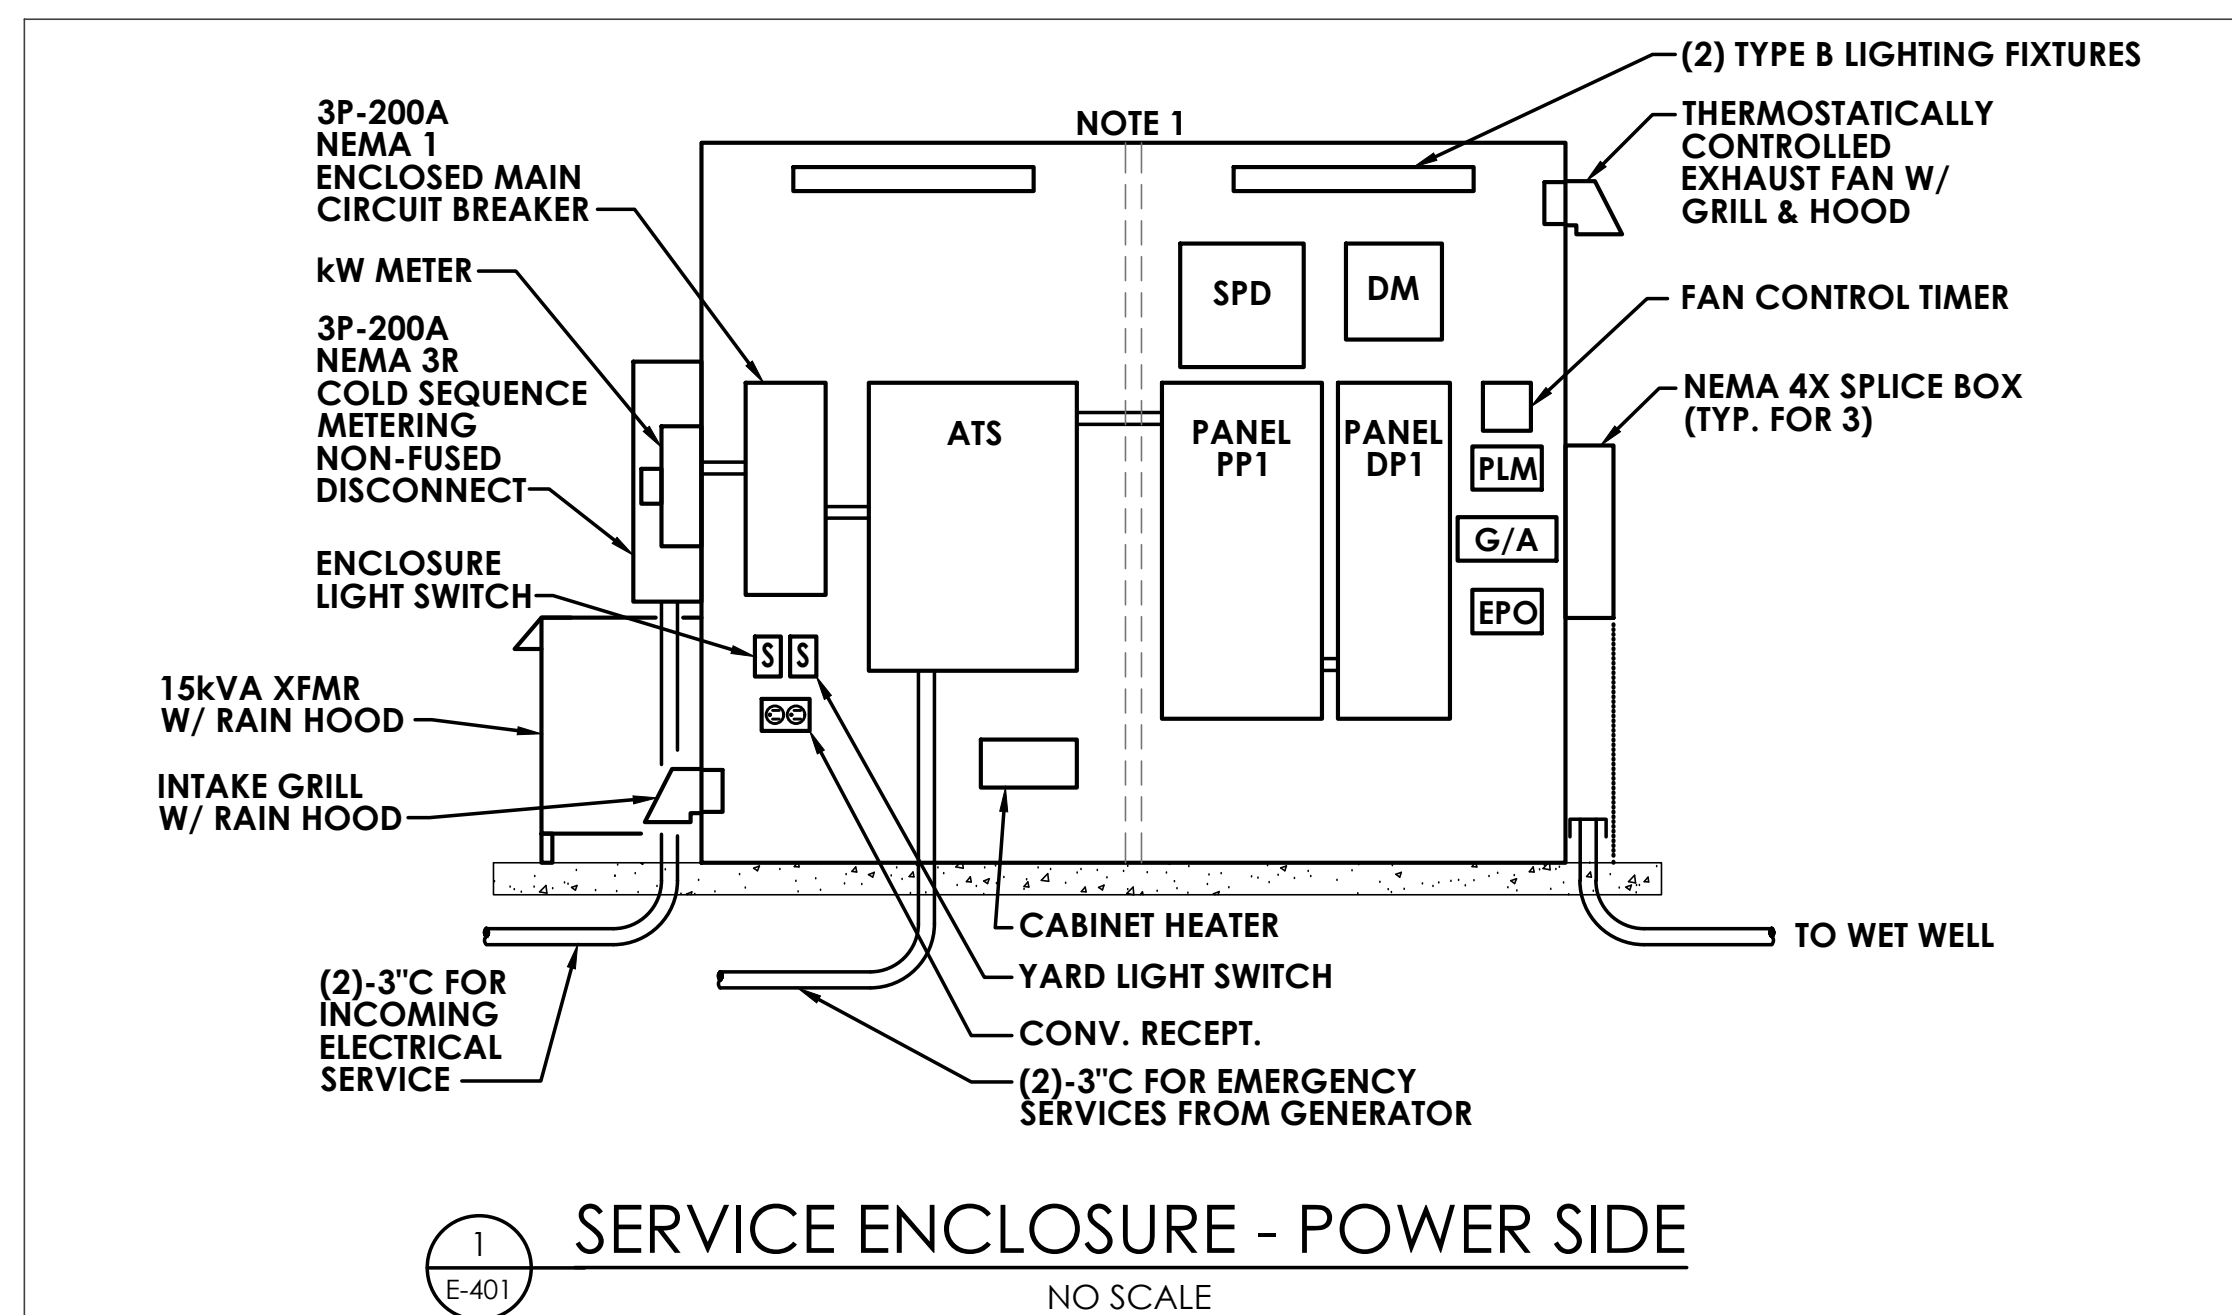 (2) TYPE B LIGHTING FIXTURES
3P-200A
NEMA 1
ENCLOSED MAIN
CIRCUIT BREAKER
NOTE 1
THERMOSTATICALLY
CONTROLLED
EXHAUST FAN W/
GRILL & HOOD
kW METER
SPD
DM
FAN CONTROL TIMER
3P-200A
NEMA 3R
COLD SEQUENCE
METERING
NON-FUSED
DISCONNECT
NEMA 4X SPLICE BOX
(TYP. FOR 3)
ATS
PANEL
PP1
PANEL
DP1
PLM
G/A
EPO
ENCLOSURE
LIGHT SWITCH
S
S
15kVA XFMR
W/ RAIN HOOD
INTAKE GRILL
W/ RAIN HOOD
CABINET HEATER
TO WET WELL
YARD LIGHT SWITCH
(2)-3"C FOR
INCOMING
ELECTRICAL
SERVICE
CONV. RECEPT.
(2)-3"C FOR EMERGENCY
SERVICES FROM GENERATOR
1
E-401
SERVICE ENCLOSURE - POWER SIDE
NO SCALE